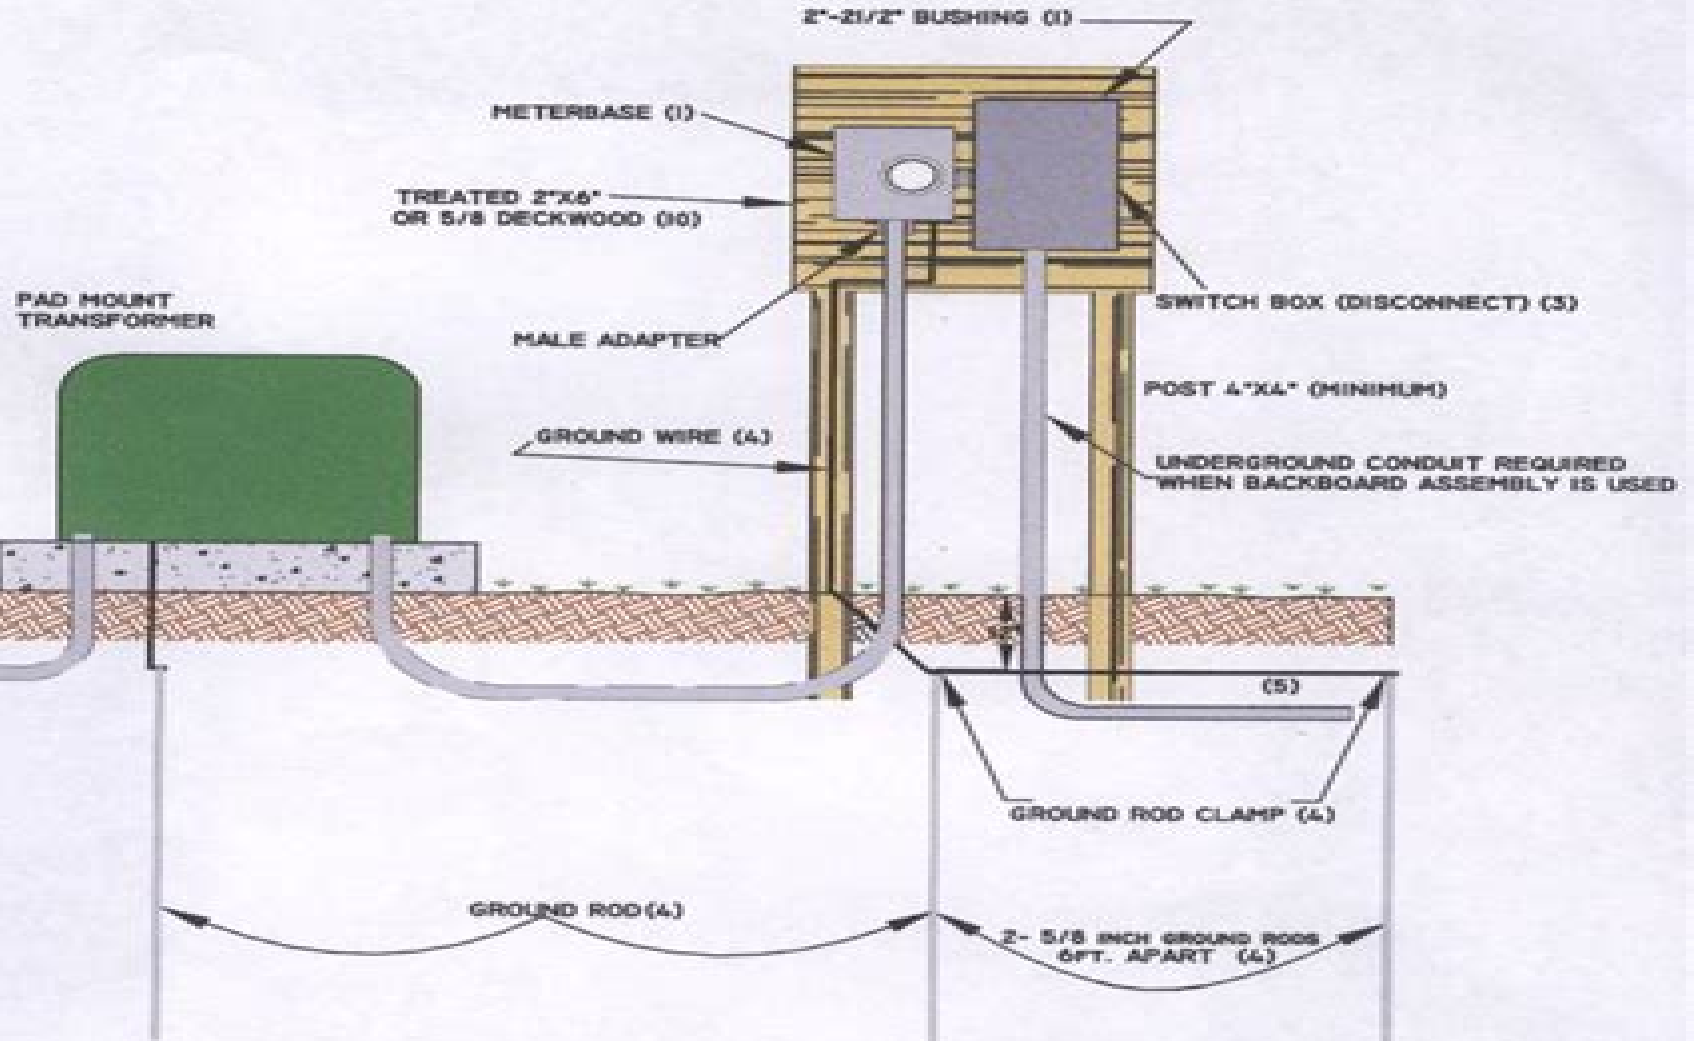 2"-21/2" BUSHING (1)
METERBASE (1)
TREATED 2"X6"
OR 5/8 DECKWOOD (10)
PAD MOUNT
TRANSFORMER
MALE ADAPTER
SWITCH BOX (DISCONNECT) (3)
POST 4"X4" (MINIMUM)
GROUND WIRE (4)
UNDERGROUND CONDUIT REQUIRED
WHEN BACKBOARD ASSEMBLY IS USED
(5)
GROUND ROD CLAMP (4)
GROUND ROD (4)
2- 5/8 INCH GROUND RODS
6FT. APART (4)